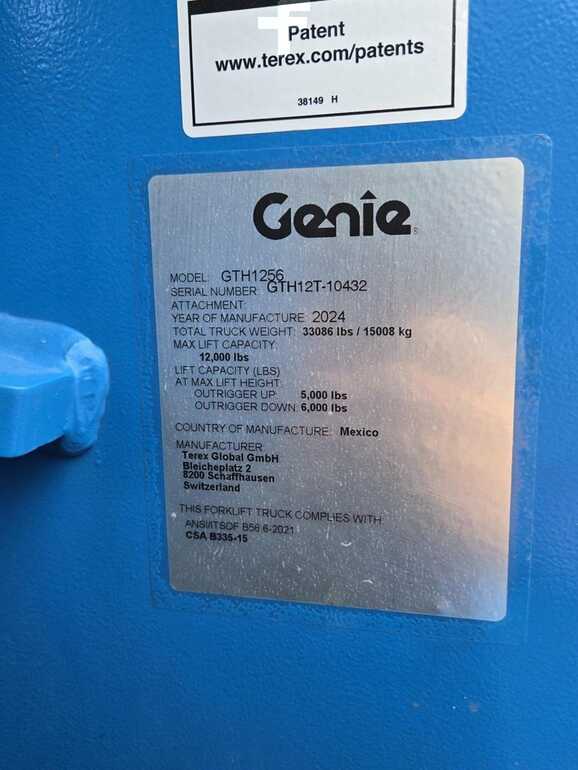 Patent
www.terex.com/patents
38149 H
Genie
MODEL: GTH1256
SERIAL NUMBER: GTH12T-10432
ATTACHMENT:
YEAR OF MANUFACTURE: 2024
TOTAL TRUCK WEIGHT: 33086 lbs / 15008 kg
MAX LIFT CAPACITY:
12,000 lbs
LIFT CAPACITY (LBS)
AT MAX LIFT HEIGHT:
OUTRIGGER UP: 5,000 lbs
OUTRIGGER DOWN: 6,000 lbs
COUNTRY OF MANUFACTURE: Mexico
MANUFACTURER:
Terex Global GmbH
Bleicheplatz 2
8200 Schaffhausen
Switzerland
THIS FORKLIFT TRUCK COMPLIES WITH
ANSI/ITSDF B56.6-2021
CSA B335-15